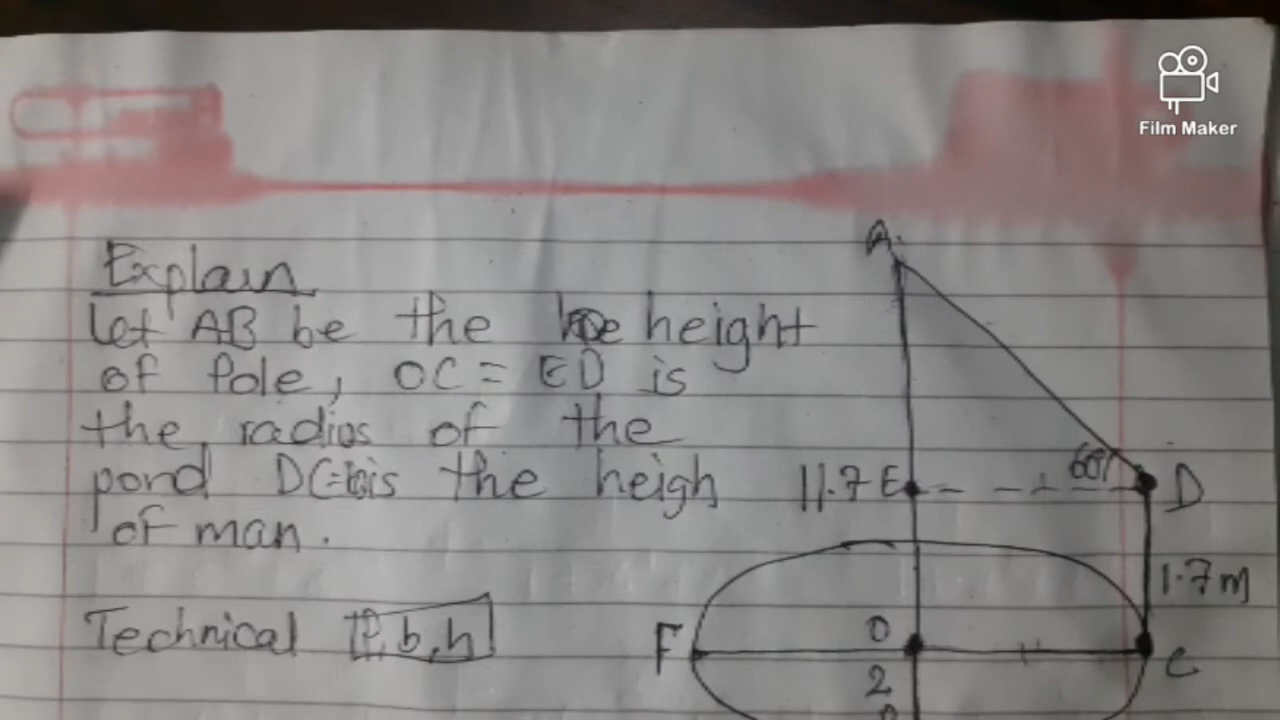 Film Maker
Explain
let AB be the height
of Pole, OC = ED is
the radios of the
pond DC is the heigh
of man.
Technical P, b, h
A
11.7 E
60°
D
1.7m
F
O
C
2